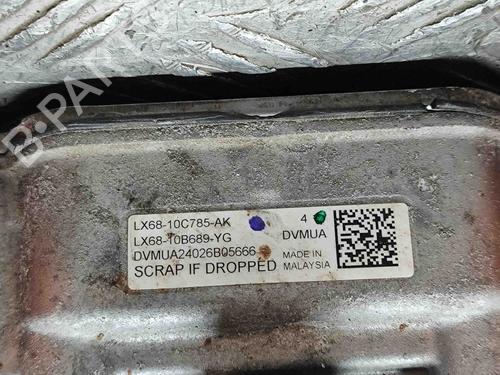 B-PARTS
LX68-10C785-AK
LX68-10B689-YG
DVMUA24026B05666
SCRAP IF DROPPED
4
DVMUA
MADE IN
MALAYSIA